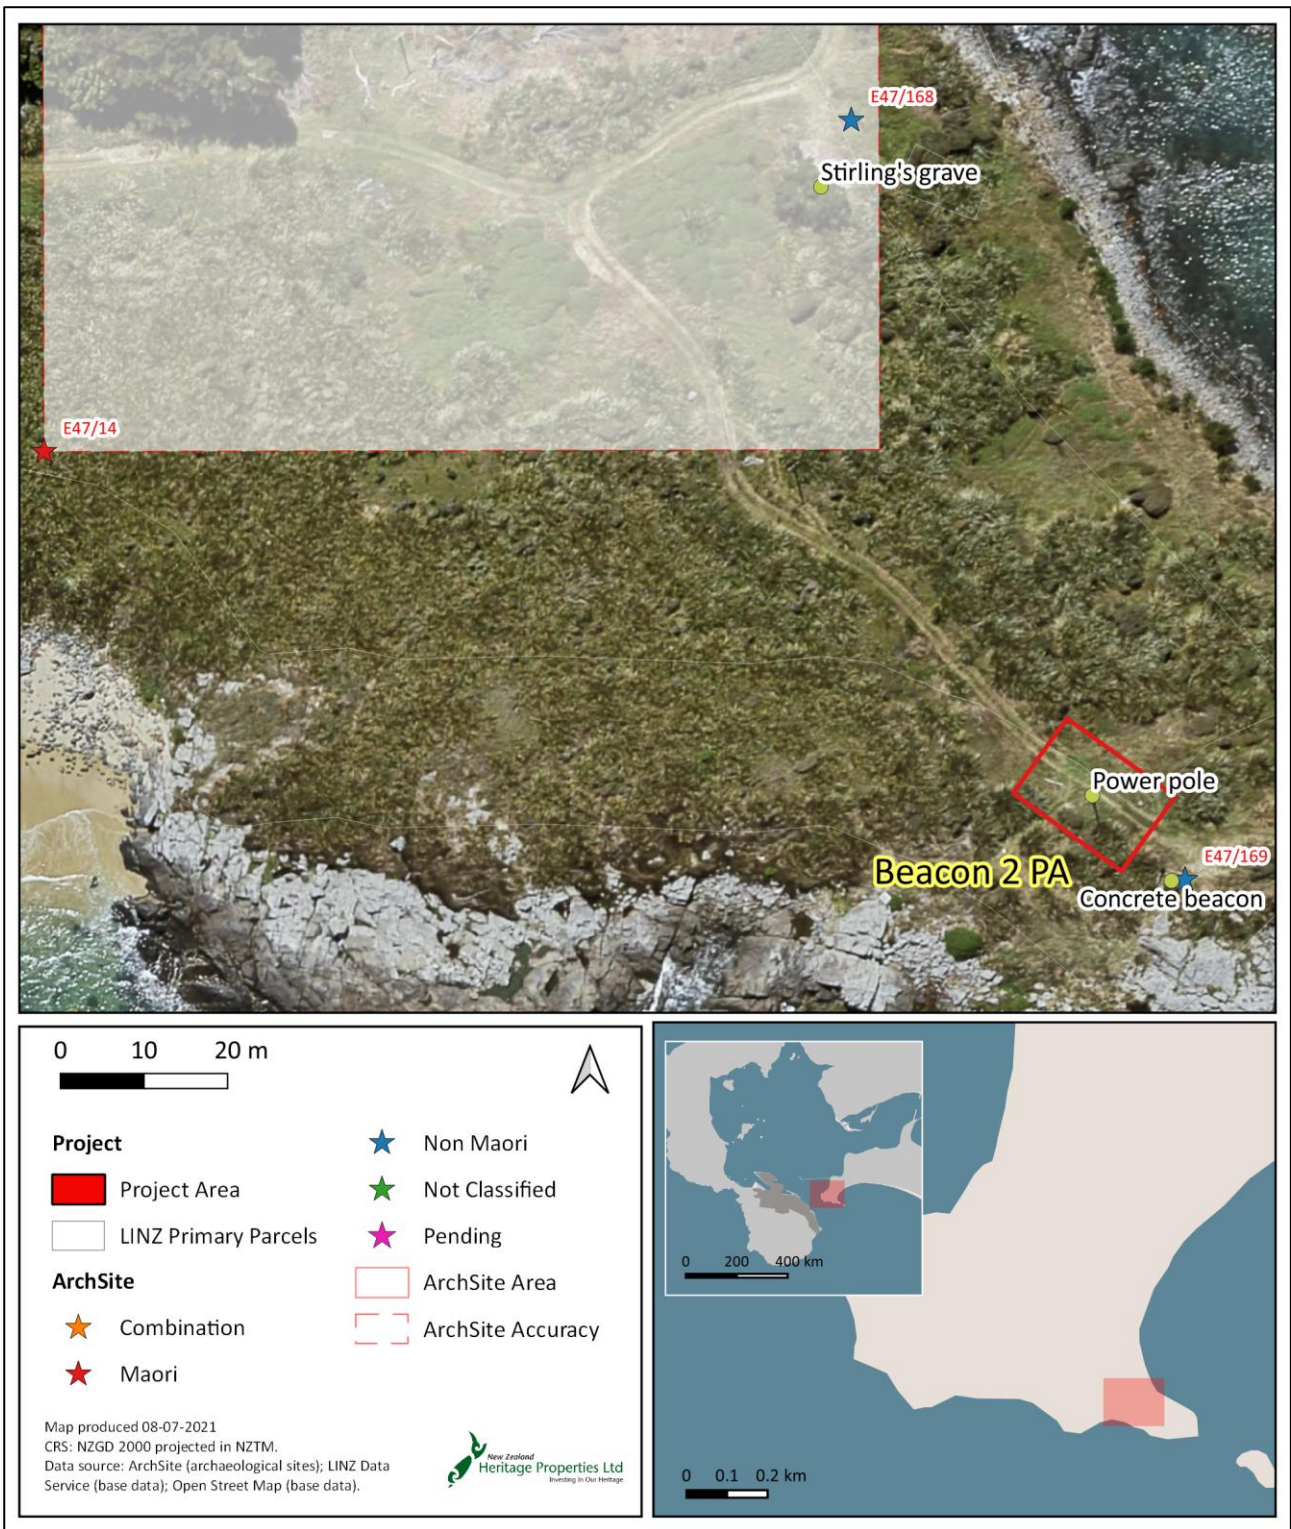 E47/168
Stirling's grave
E47/14
Power pole
Beacon 2 PA
E47/169
Concrete beacon
0 10 20 m
Project
Project Area
LINZ Primary Parcels
ArchSite
Combination
Maori
Non Maori
Not Classified
Pending
ArchSite Area
ArchSite Accuracy
Map produced 08-07-2021
CRS: NZGD 2000 projected in NZTM.
Data source: ArchSite (archaeological sites); LINZ Data
Service (base data); Open Street Map (base data).
New Zealand
Heritage Properties Ltd
Investing In Our Heritage
0 200 400 km
0 0.1 0.2 km